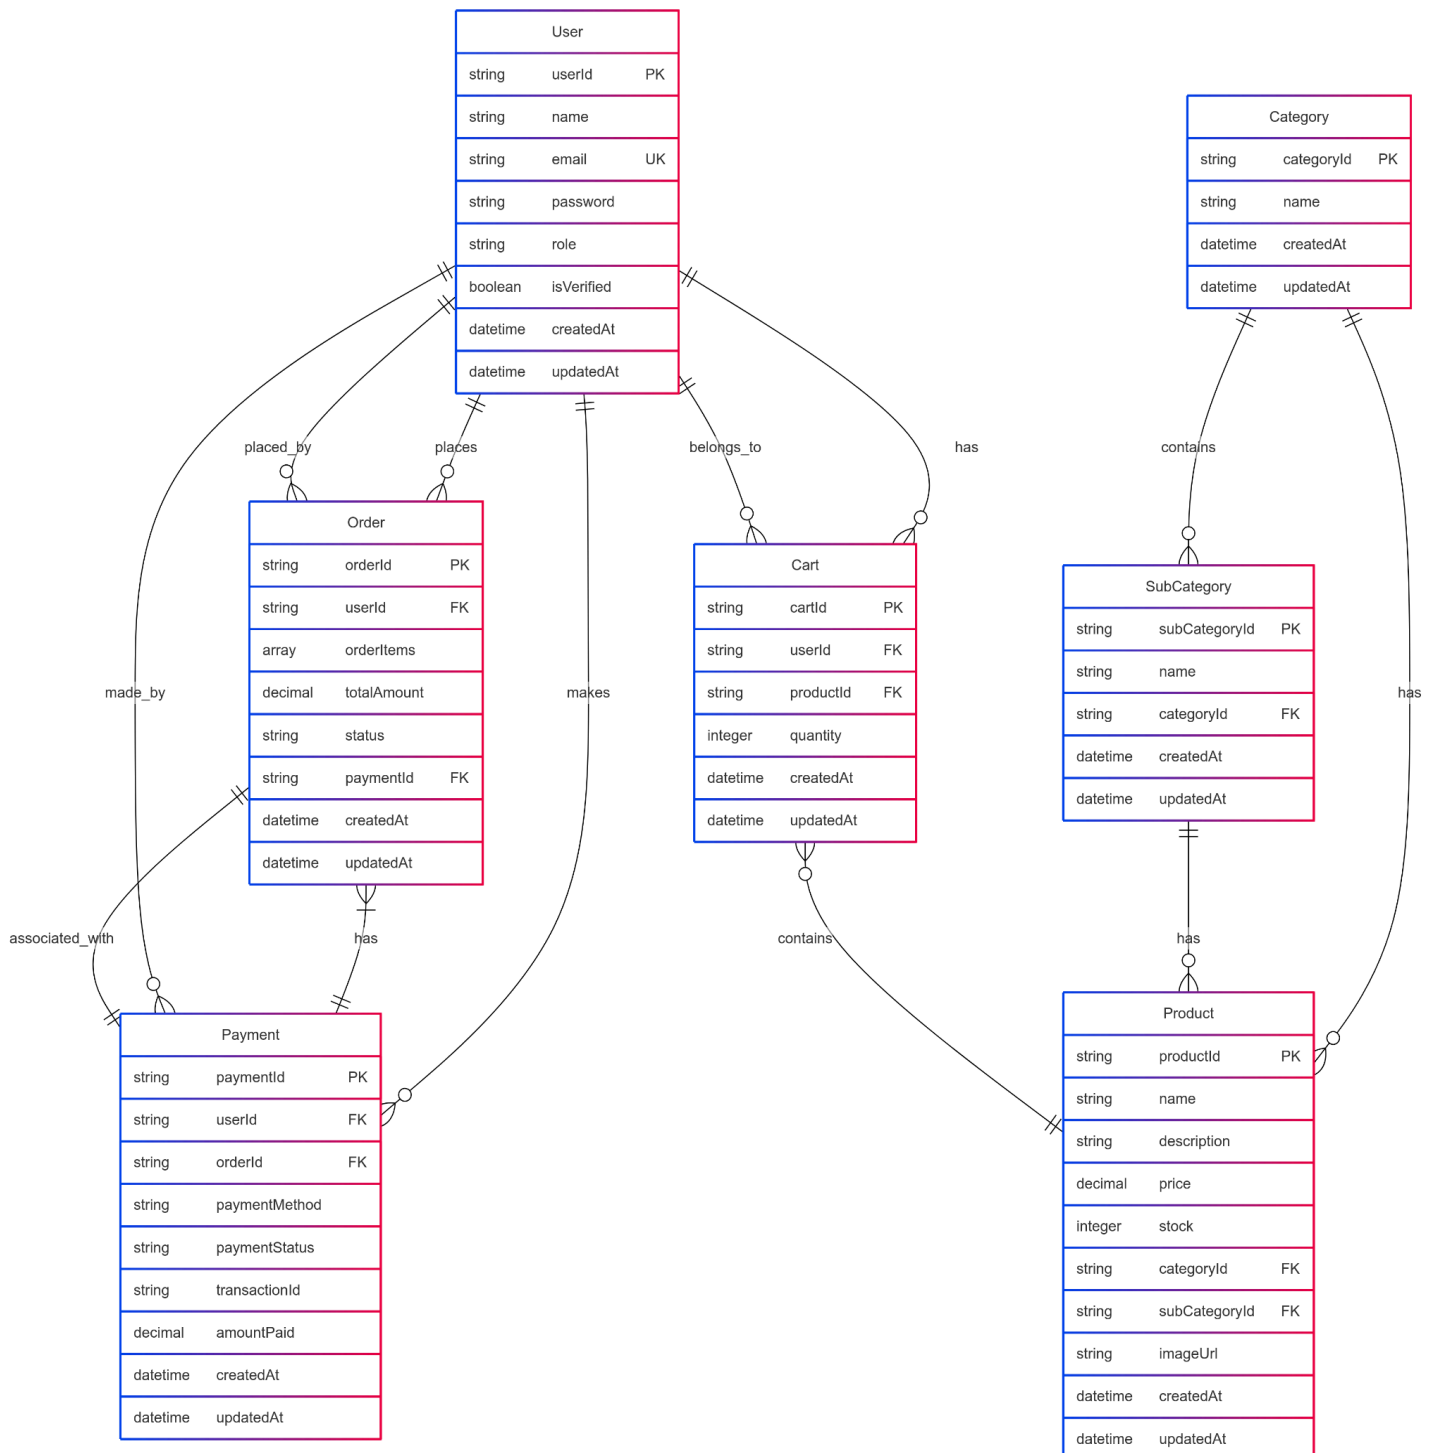 User
string userId PK
string name
string email UK
string password
string role
boolean isVerified
datetime createdAt
datetime updatedAt
Category
string categoryId PK
string name
datetime createdAt
datetime updatedAt
placed_by
places
belongs_to
has
contains
Order
string orderId PK
string userId FK
array orderItems
decimal totalAmount
string status
string paymentId FK
datetime createdAt
datetime updatedAt
Cart
string cartId PK
string userId FK
string productId FK
integer quantity
datetime createdAt
datetime updatedAt
SubCategory
string subCategoryId PK
string name
string categoryId FK
datetime createdAt
datetime updatedAt
made_by
makes
has
associated_with
has
contains
has
Payment
string paymentId PK
string userId FK
string orderId FK
string paymentMethod
string paymentStatus
string transactionId
decimal amountPaid
datetime createdAt
datetime updatedAt
Product
string productId PK
string name
string description
decimal price
integer stock
string categoryId FK
string subCategoryId FK
string imageUrl
datetime createdAt
datetime updatedAt